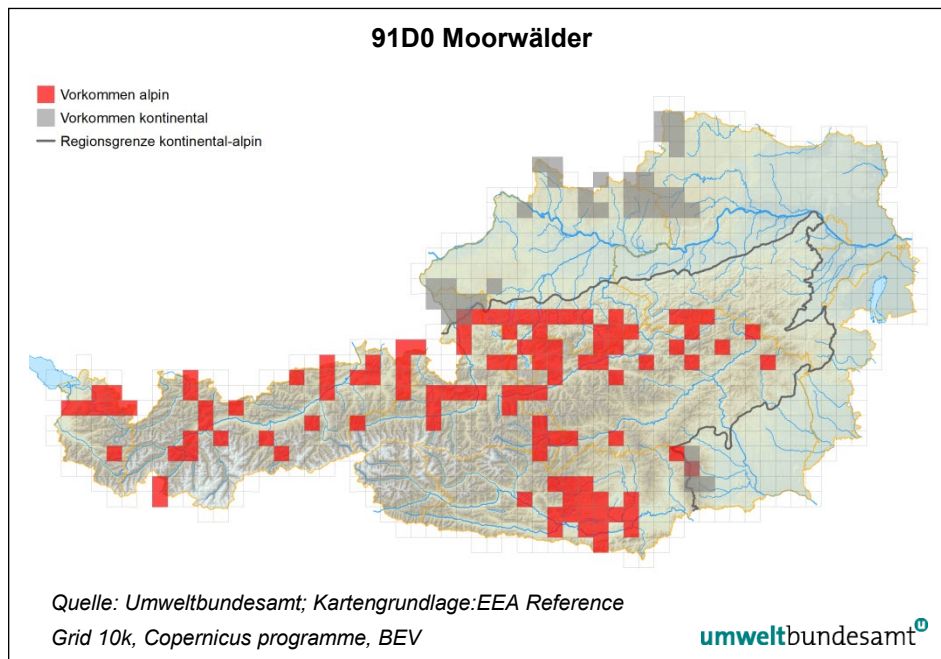 91D0 Moorwälder
Vorkommen alpin
Vorkommen kontinental
Regionsgrenze kontinental-alpin
Quelle: Umweltbundesamt; Kartengrundlage:EEA Reference
Grid 10k, Copernicus programme, BEV
umweltbundesamt
u